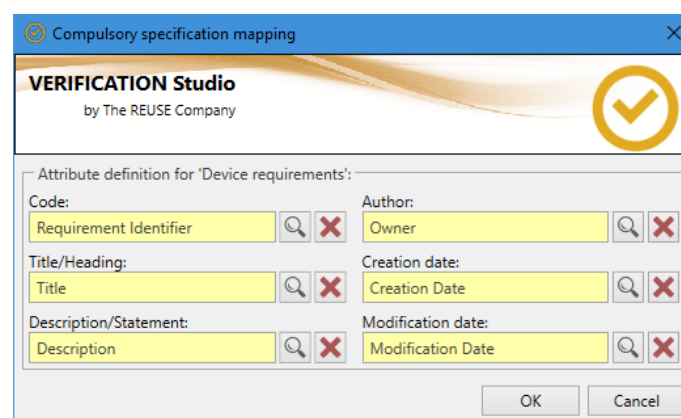 Compulsory specification mapping
VERIFICATION Studio
by The REUSE Company
Attribute definition for 'Device requirements':
Code:
Author:
Requirement Identifier
Owner
Title/Heading:
Creation date:
Title
Creation Date
Description/Statement:
Modification date:
Description
Modification Date
OK
Cancel